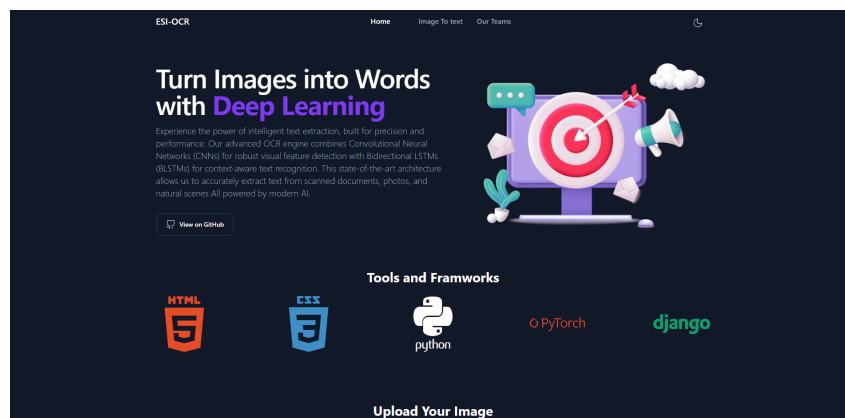 ESI-OCR
Home
Image To text
Our Teams
Turn Images into Words
with Deep Learning
Experience the power of intelligent text extraction, built for precision and
performance. Our advanced OCR engine combines Convolutional Neural
Networks (CNNs) for robust visual feature detection with Bidirectional LSTMs
(BLSTMs) for context-aware text recognition. This state-of-the-art architecture
allows us to accurately extract text from scanned documents, photos, and
natural scenes All powered by modern AI.
View on GitHub
Tools and Framworks
HTML
CSS
python
PyTorch
django
Upload Your Image